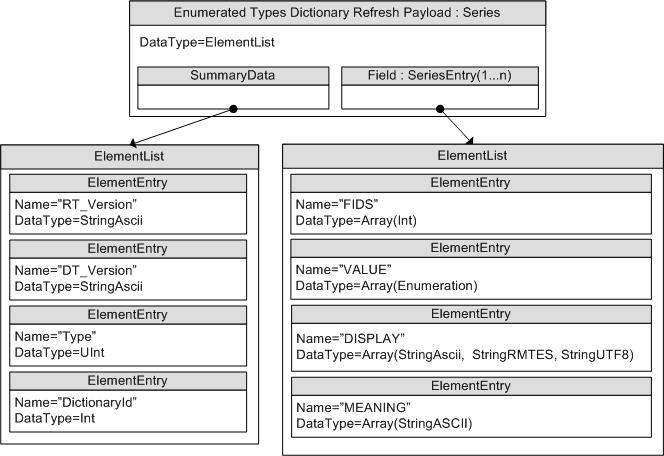 Enumerated Types Dictionary Refresh Payload : Series
DataType=ElementList
SummaryData
Field : SeriesEntry(1...n)
ElementList
ElementEntry
Name="RT_Version"
DataType=StringAscii
ElementEntry
Name="DT_Version"
DataType=StringAscii
ElementEntry
Name="Type"
DataType=UInt
ElementEntry
Name="DictionaryId"
DataType=Int
ElementList
ElementEntry
Name="FIDS"
DataType=Array(Int)
ElementEntry
Name="VALUE"
DataType=Array(Enumeration)
ElementEntry
Name="DISPLAY"
DataType=Array(StringAscii, StringRMTES, StringUTF8)
ElementEntry
Name="MEANING"
DataType=Array(StringASCII)